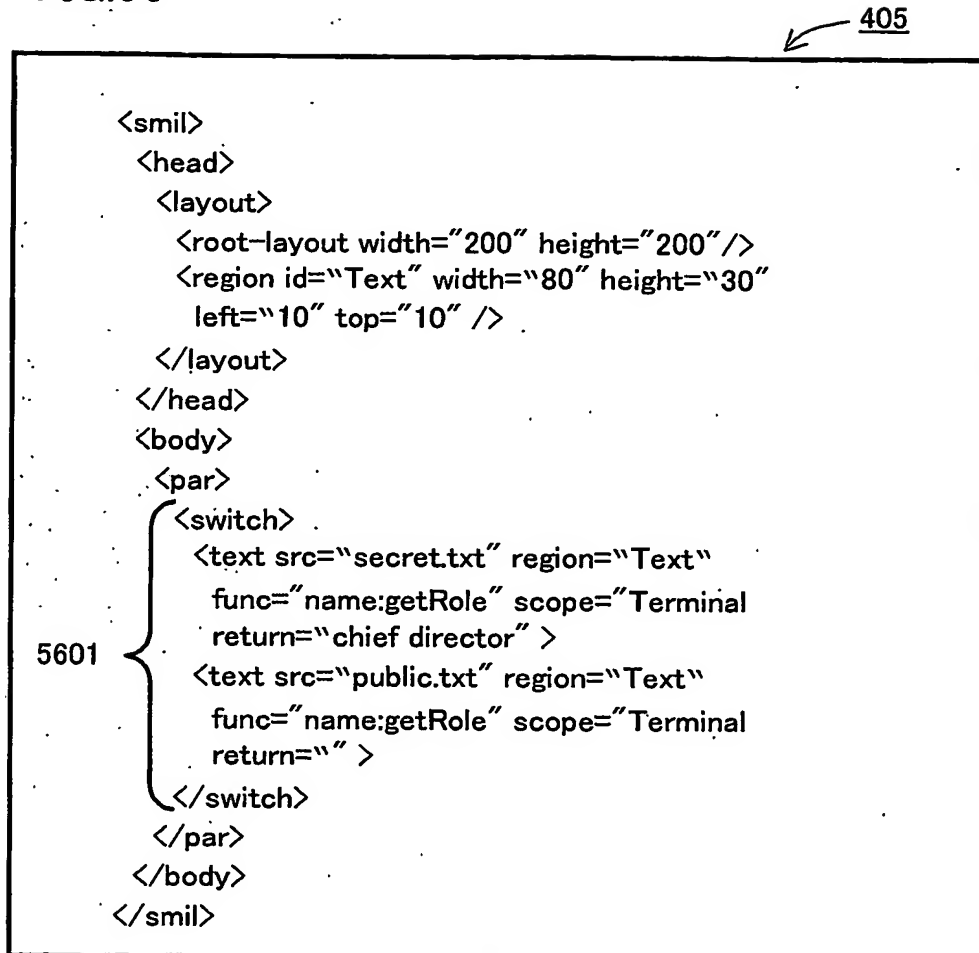 405
<smil>
<head>
<layout>
<root-layout width="200" height="200"/>
<region id="Text" width="80" height="30"
left="10" top="10" />
</layout>
</head>
<body>
<par>
<switch>
<text src="secret.txt" region="Text"
func="name:getRole" scope="Terminal
return="chief director" >
5601
<text src="public.txt" region="Text"
func="name:getRole" scope="Terminal
return="" >
</switch>
</par>
</body>
</smil>